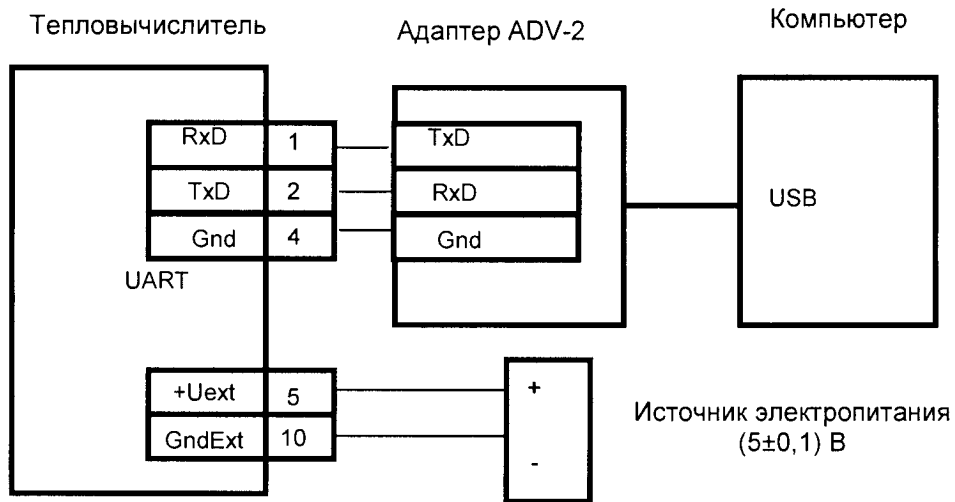 Тепловычислитель
Адаптер ADV-2
Компьютер
RxD 1 TxD
TxD 2 RxD
Gnd 4 Gnd
USB
UART
+Uext 5 +
GndExt 10
-
Источник электропитания
(5±0,1) В